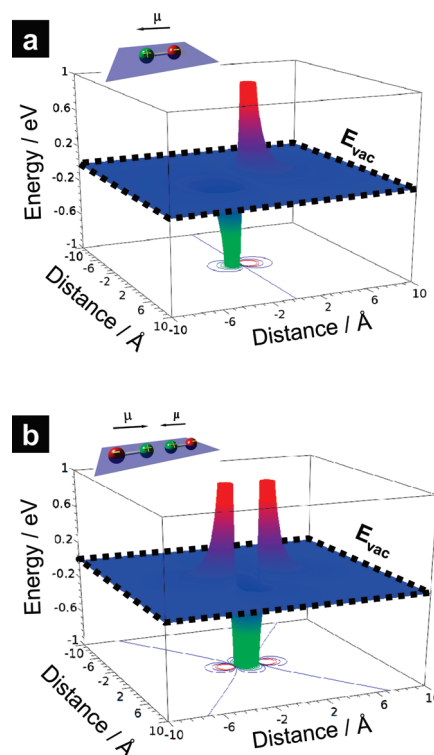 a
μ
+ −
1
0.6
0.2
-0.2
-0.6
-1
Energy / eV
E_vac
-10
-6
-2
2
6
10
Distance / Å
-10
-6
-2
6
10
Distance / Å
b
μ μ
− + + −
1
0.6
0.2
-0.2
-0.6
-1
Energy / eV
E_vac
-10
-6
-2
2
6
10
Distance / Å
-10
-6
-2
6
10
Distance / Å